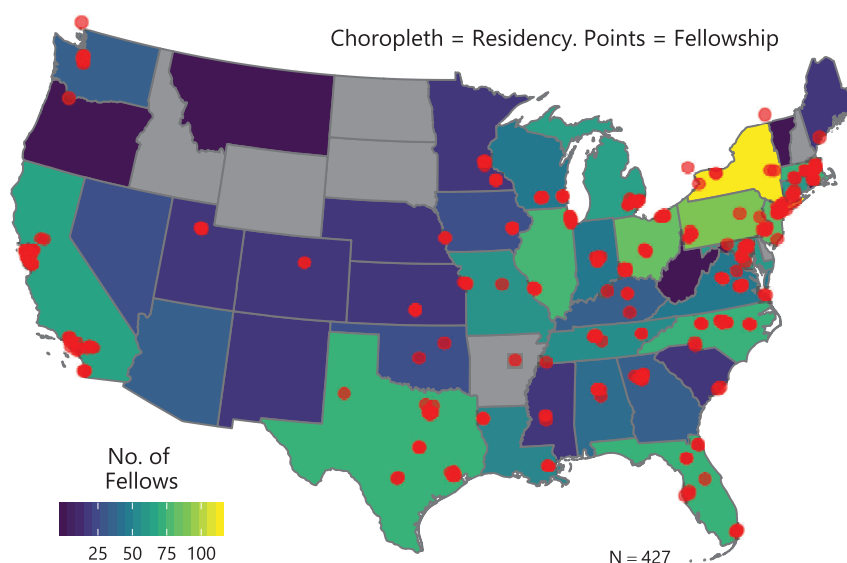 Choropleth = Residency. Points = Fellowship
No. of
Fellows
25 50 75 100
N = 427